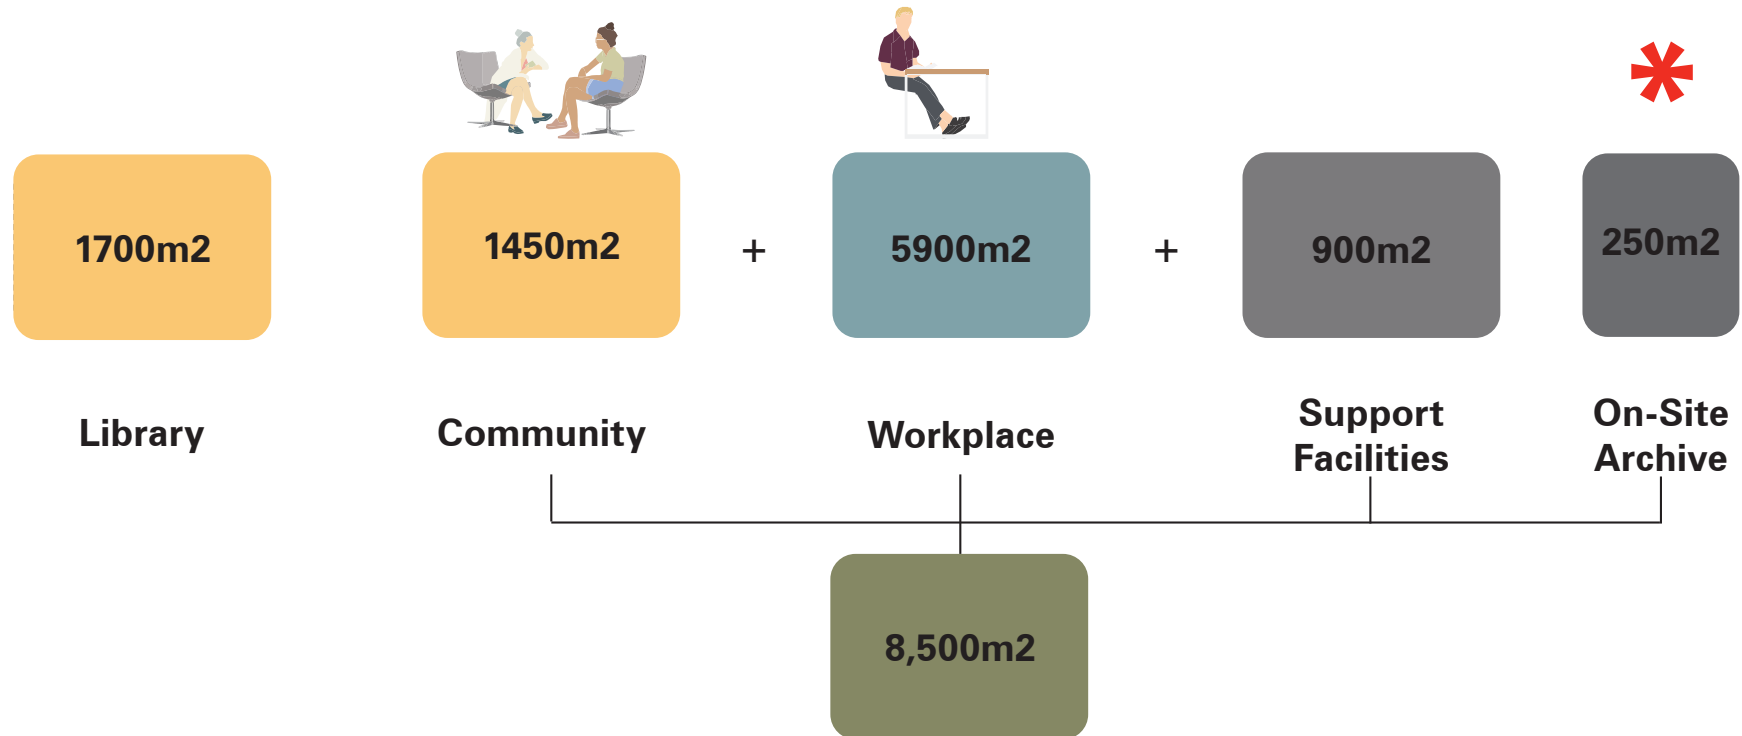 1700m2
1450m2
+
5900m2
+
900m2
250m2
*
Library
Community
Workplace
Support
Facilities
On-Site
Archive
8,500m2